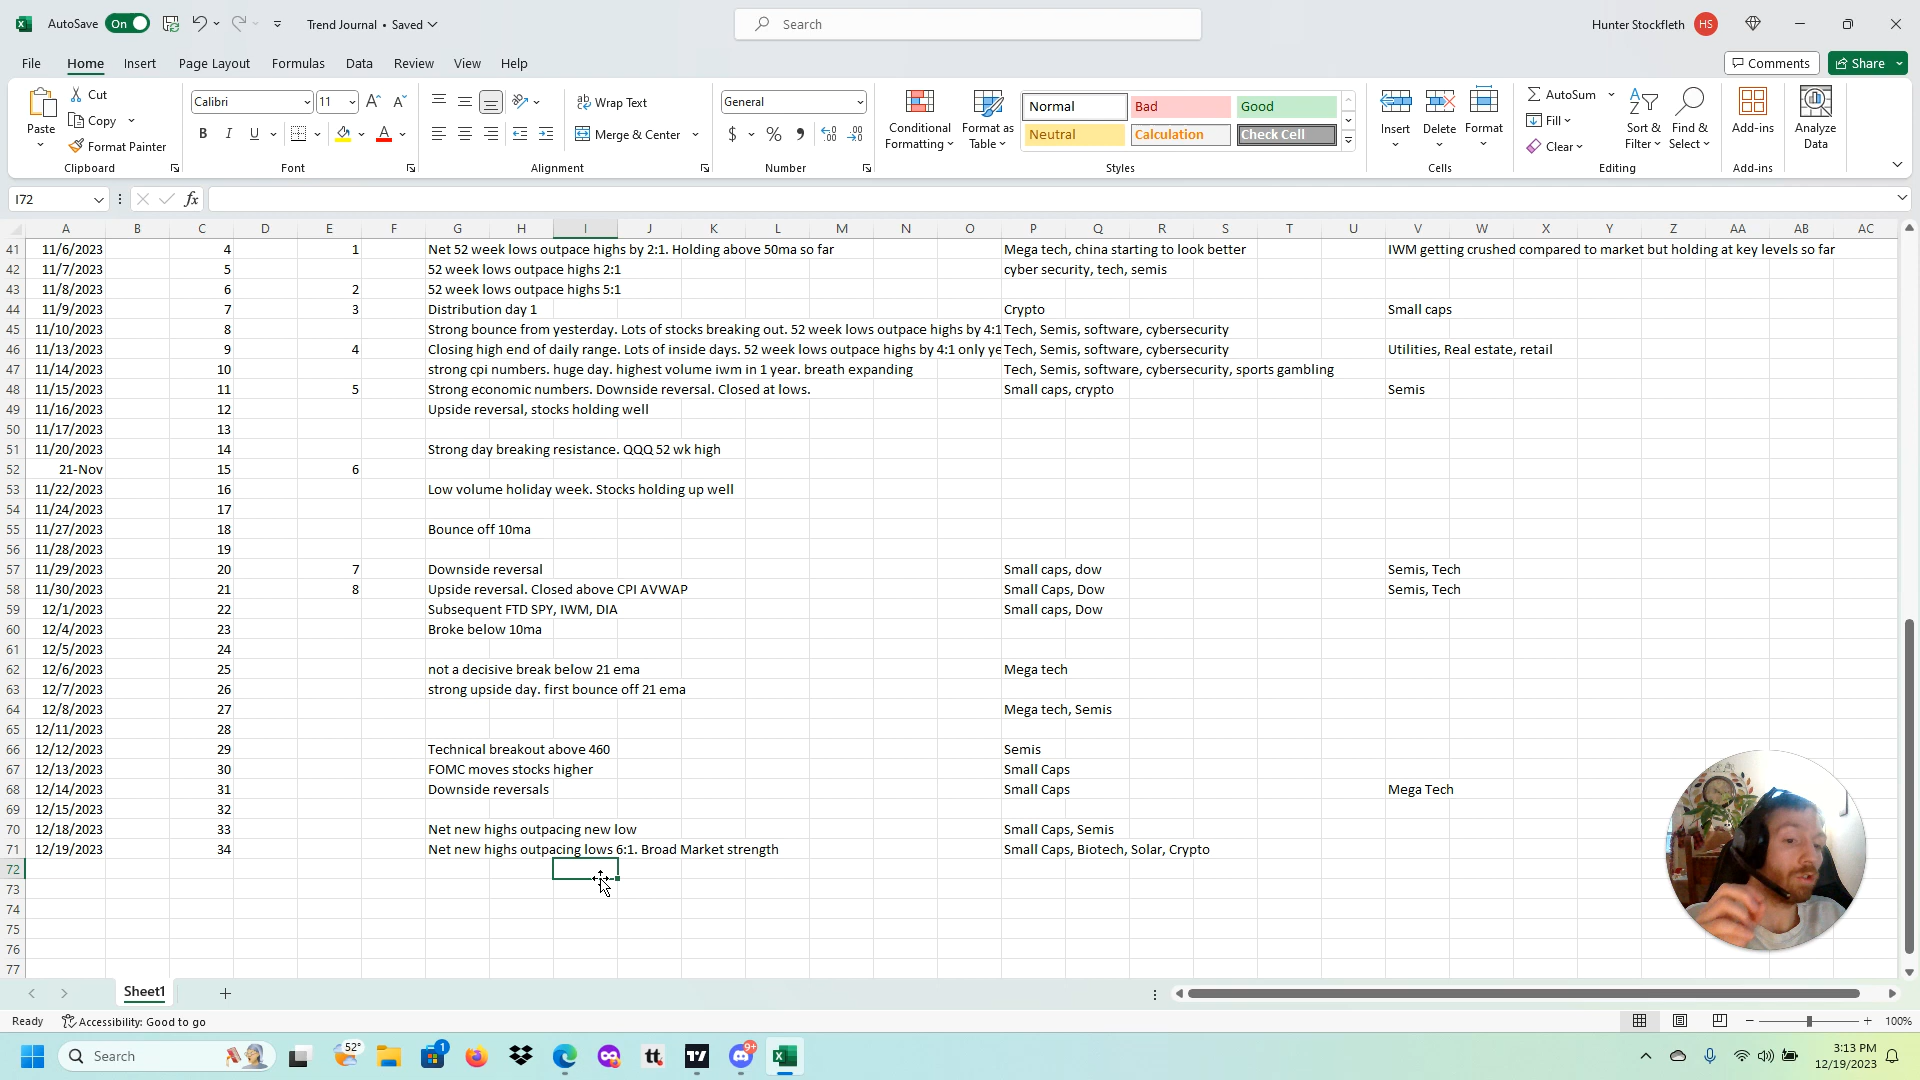 AutoSave On Trend Journal • Saved Search Hunter Stockfleth HS
File Home Insert Page Layout Formulas Data Review View Help Comments Share
Paste Cut Copy Format Painter Clipboard
Calibri 11 B I U A Font
Wrap Text Merge & Center Alignment
General $ % Number
Conditional Formatting Format as Table Normal Bad Good Neutral Calculation Check Cell Styles
Insert Delete Format Cells
AutoSum Fill Clear Sort & Filter Find & Select Editing
Add-ins Add-ins Analyze Data
I72 fx
A B C D E F G H I J K L M N O P Q R S T U V W X Y Z AA AB AC
41 11/6/2023 4 1 Net 52 week lows outpace highs by 2:1. Holding above 50ma so far Mega tech, china starting to look better IWM getting crushed compared to market but holding at key levels so far
42 11/7/2023 5 52 week lows outpace highs 2:1 cyber security, tech, semis
43 11/8/2023 6 2 52 week lows outpace highs 5:1
44 11/9/2023 7 3 Distribution day 1 Crypto Small caps
45 11/10/2023 8 Strong bounce from yesterday. Lots of stocks breaking out. 52 week lows outpace highs by 4:1 Tech, Semis, software, cybersecurity
46 11/13/2023 9 4 Closing high end of daily range. Lots of inside days. 52 week lows outpace highs by 4:1 only ye Tech, Semis, software, cybersecurity Utilities, Real estate, retail
47 11/14/2023 10 strong cpi numbers. huge day. highest volume iwm in 1 year. breath expanding Tech, Semis, software, cybersecurity, sports gambling
48 11/15/2023 11 5 Strong economic numbers. Downside reversal. Closed at lows. Small caps, crypto Semis
49 11/16/2023 12 Upside reversal, stocks holding well
50 11/17/2023 13
51 11/20/2023 14 Strong day breaking resistance. QQQ 52 wk high
52 21-Nov 15 6
53 11/22/2023 16 Low volume holiday week. Stocks holding up well
54 11/24/2023 17
55 11/27/2023 18 Bounce off 10ma
56 11/28/2023 19
57 11/29/2023 20 7 Downside reversal Small caps, dow Semis, Tech
58 11/30/2023 21 8 Upside reversal. Closed above CPI AVWAP Small Caps, Dow Semis, Tech
59 12/1/2023 22 Subsequent FTD SPY, IWM, DIA Small caps, Dow
60 12/4/2023 23 Broke below 10ma
61 12/5/2023 24
62 12/6/2023 25 not a decisive break below 21 ema Mega tech
63 12/7/2023 26 strong upside day. first bounce off 21 ema
64 12/8/2023 27 Mega tech, Semis
65 12/11/2023 28
66 12/12/2023 29 Technical breakout above 460 Semis
67 12/13/2023 30 FOMC moves stocks higher Small Caps
68 12/14/2023 31 Downside reversals Small Caps Mega Tech
69 12/15/2023 32
70 12/18/2023 33 Net new highs outpacing new low Small Caps, Semis
71 12/19/2023 34 Net new highs outpacing lows 6:1. Broad Market strength Small Caps, Biotech, Solar, Crypto
72
73
74
75
76
77
Sheet1
Ready Accessibility: Good to go 100%
Search 52° 1 tt 9+ 3:13 PM
12/19/2023